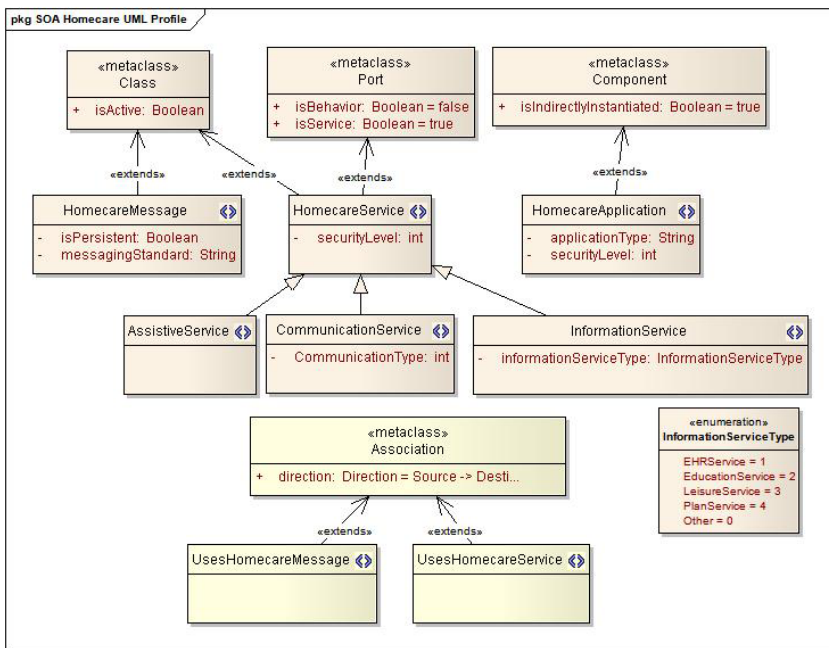 pkg SOA Homecare UML Profile
«metaclass»
Class
+ isActive: Boolean
«metaclass»
Port
+ isBehavior: Boolean = false
+ isService: Boolean = true
«metaclass»
Component
+ isIndirectlyInstantiated: Boolean = true
«extends»
«extends»
«extends»
«extends»
HomecareMessage
- isPersistent: Boolean
- messagingStandard: String
HomecareService
- securityLevel: int
HomecareApplication
- applicationType: String
- securityLevel: int
AssistiveService
CommunicationService
- CommunicationType: int
InformationService
- informationServiceType: InformationServiceType
«metaclass»
Association
+ direction: Direction = Source -> Desti...
«enumeration»
InformationServiceType
EHRService = 1
EducationService = 2
LeisureService = 3
PlanService = 4
Other = 0
«extends»
«extends»
UsesHomecareMessage
UsesHomecareService